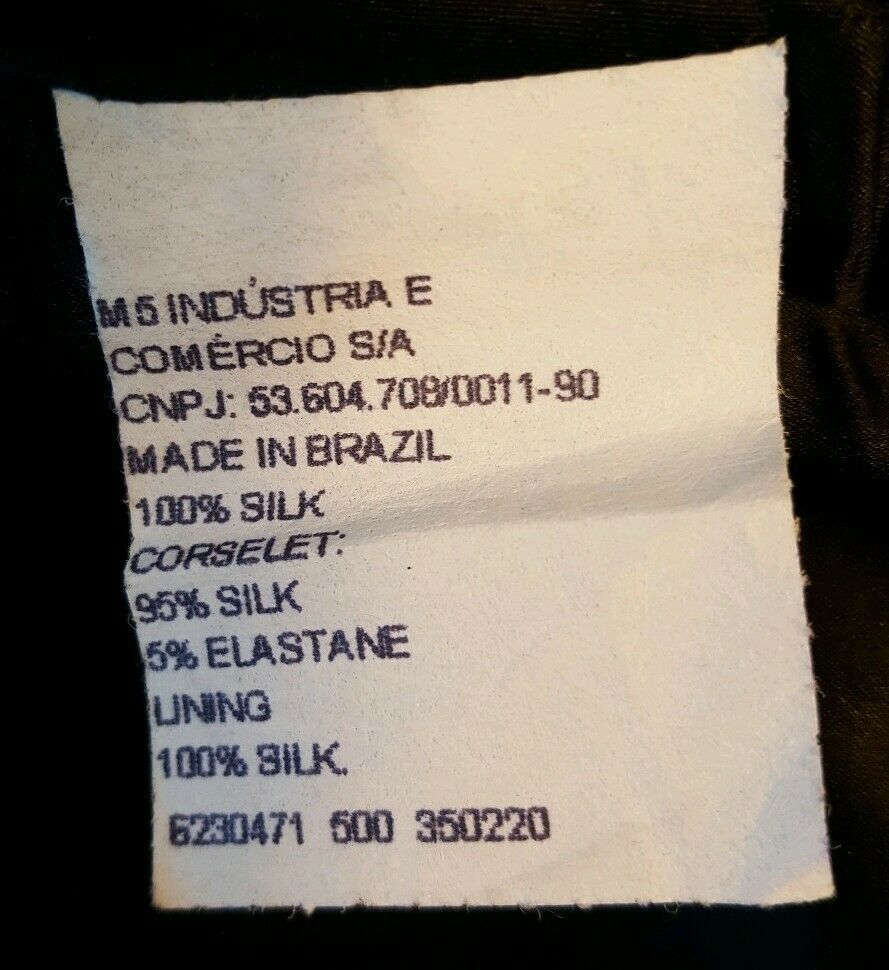 M5 INDÚSTRIA E
COMÉRCIO S/A
CNPJ: 53.604.708/0011-90
MADE IN BRAZIL
100% SILK
CORSELET:
95% SILK
5% ELASTANE
LINING
100% SILK.
6230471 500 350220